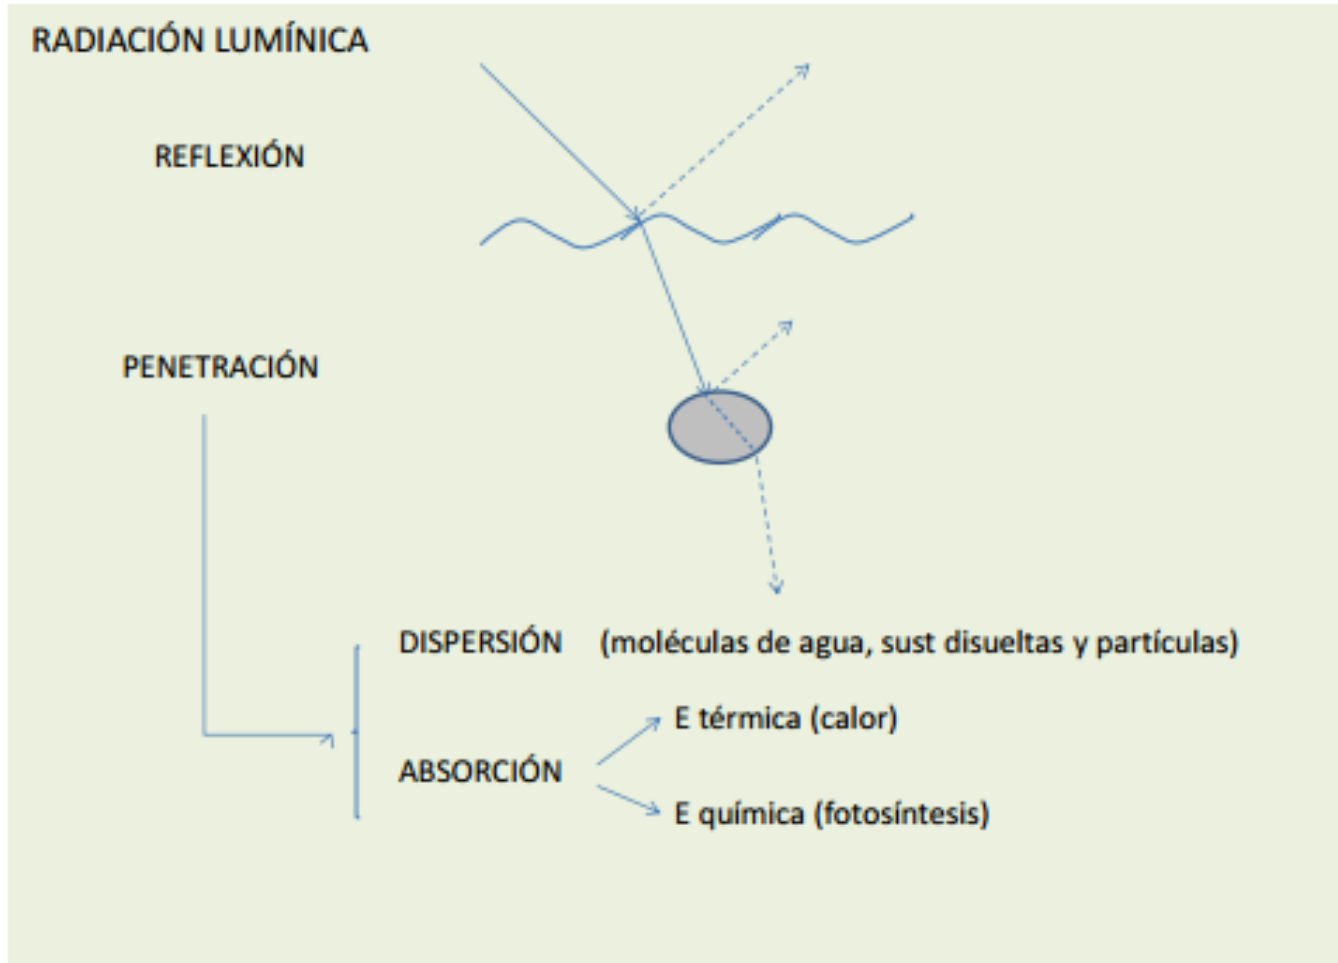 RADIACIÓN LUMÍNICA
REFLEXIÓN
PENETRACIÓN
DISPERSIÓN (moléculas de agua, sust disueltas y partículas)
E térmica (calor)
ABSORCIÓN
E química (fotosíntesis)